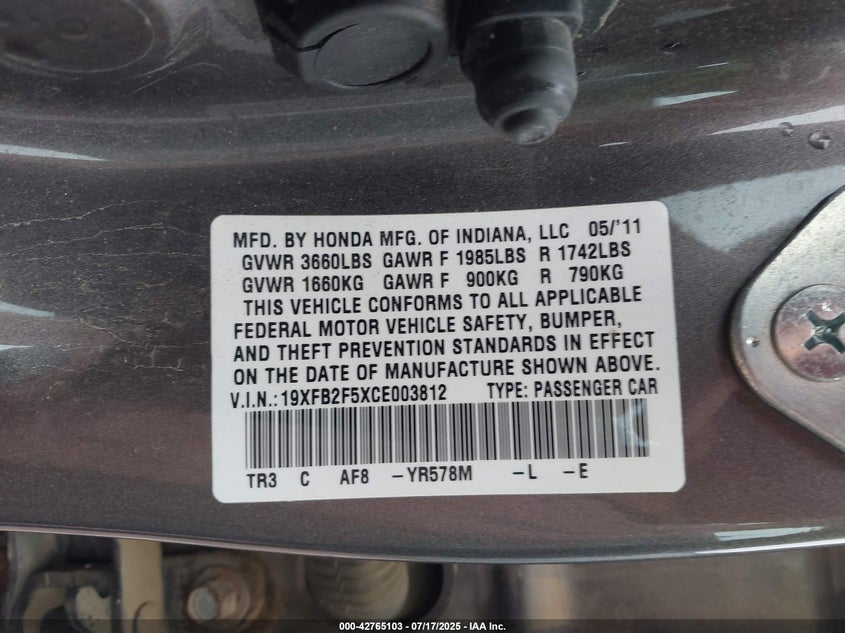 MFD. BY HONDA MFG. OF INDIANA, LLC 05/'11
GVWR 3660LBS GAWR F 1985LBS R 1742LBS
GVWR 1660KG GAWR F 900KG R 790KG
THIS VEHICLE CONFORMS TO ALL APPLICABLE
FEDERAL MOTOR VEHICLE SAFETY, BUMPER,
AND THEFT PREVENTION STANDARDS IN EFFECT
ON THE DATE OF MANUFACTURE SHOWN ABOVE.
V.I.N.:19XFB2F5XCE003812 TYPE: PASSENGER CAR
TR3 C AF8 -YR578M -L -E
000-42765103 - 07/17/2025 - IAA Inc.